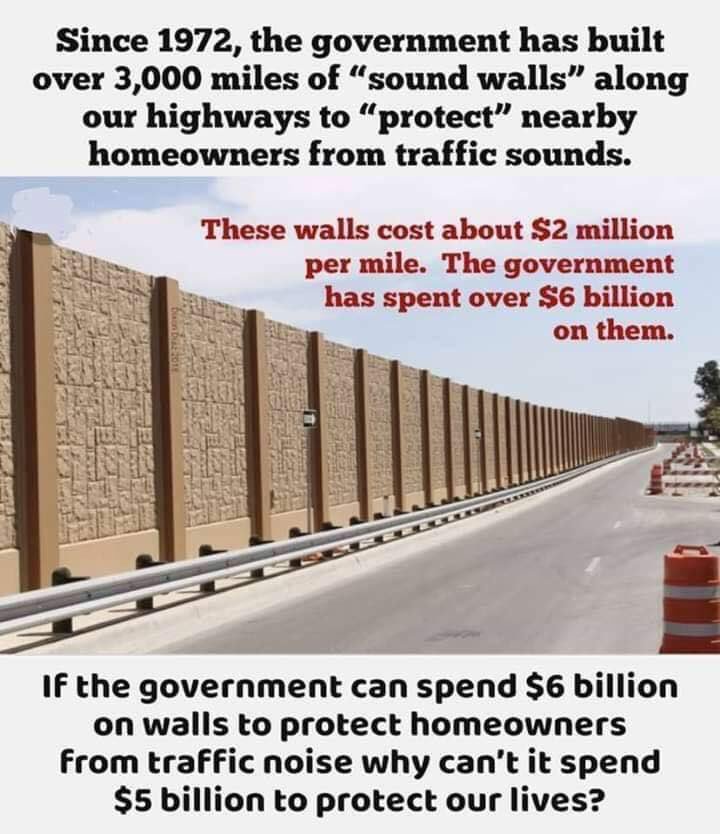 Since 1972, the government has built
over 3,000 miles of “sound walls” along
our highways to “protect” nearby
homeowners from traffic sounds.
These walls cost about $2 million
per mile. The government
has spent over $6 billion
on them.
If the government can spend $6 billion
on walls to protect homeowners
from traffic noise why can’t it spend
$5 billion to protect our lives?